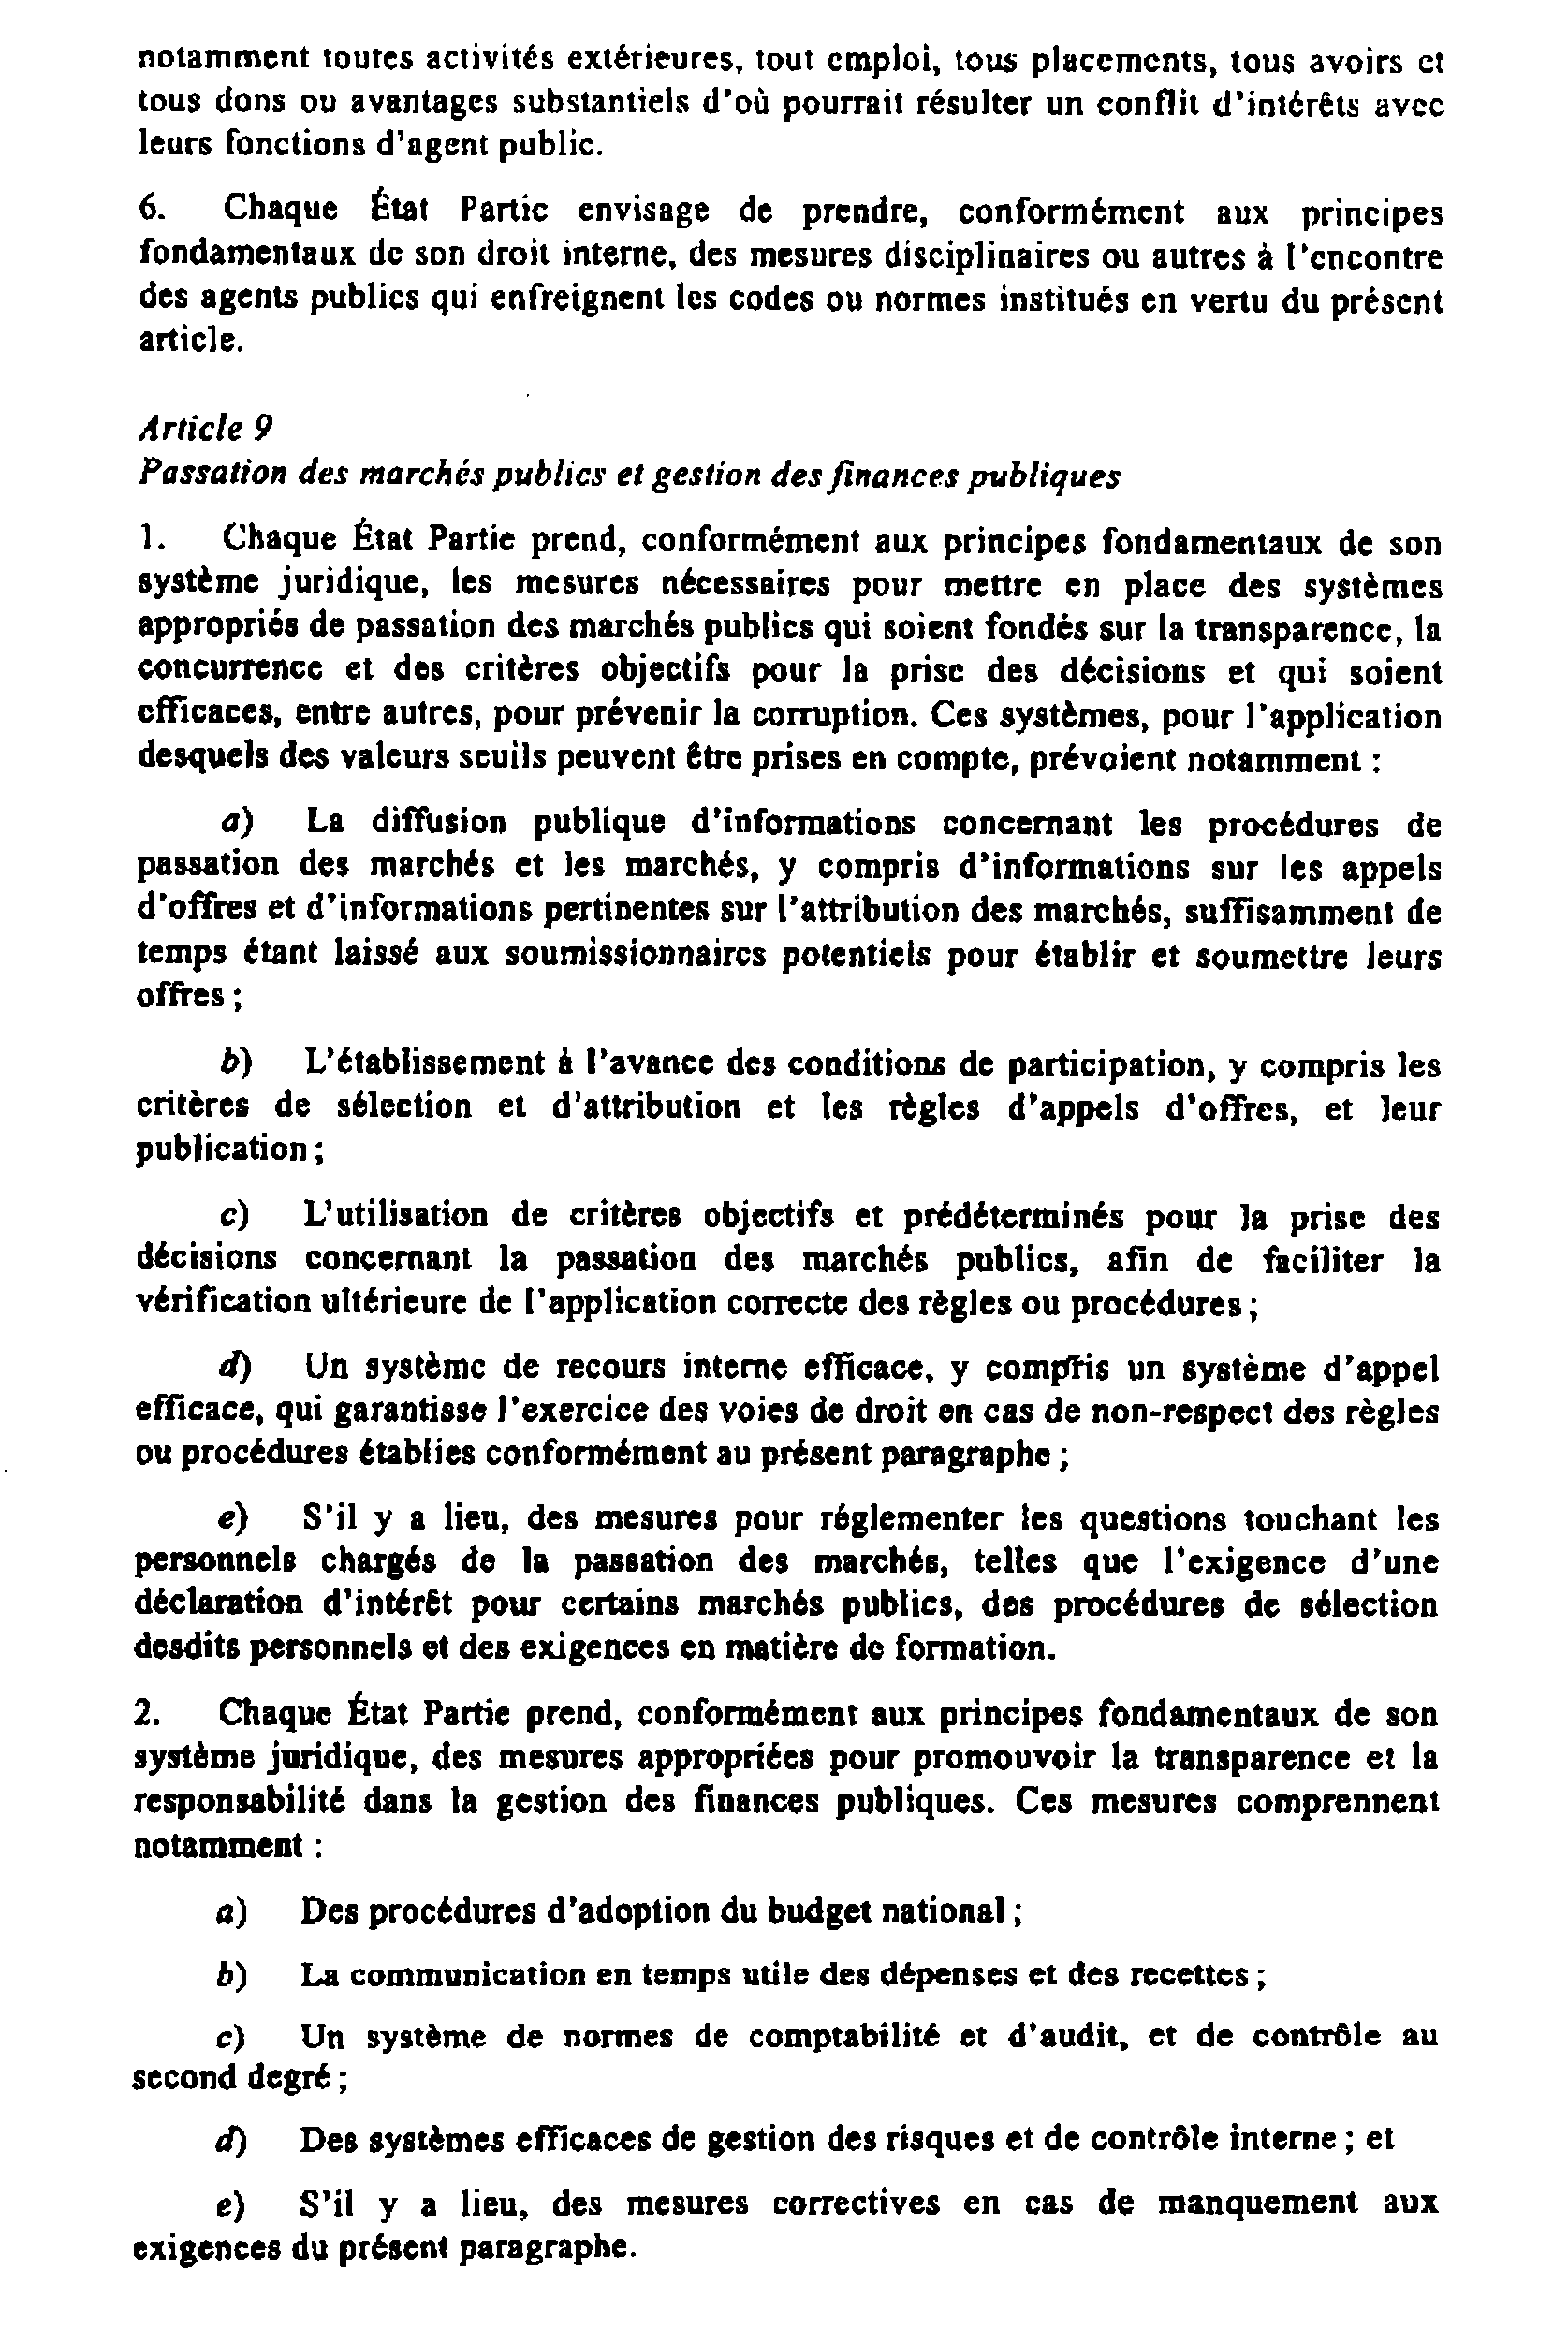 notamment toutes activités extérieures, tout emploi, tous placements, tous avoirs et
tous dons ou avantages substantiels d'où pourrait résulter un conflit d'intérêts avec
leurs fonctions d'agent public.
6. Chaque État Partie envisage de prendre, conformément aux principes
fondamentaux de son droit interne, des mesures disciplinaires ou autres à l'encontre
des agents publics qui enfreignent les codes ou normes institués en vertu du présent
article.
Article 9
Passation des marchés publics et gestion des finances publiques
1. Chaque État Partie prend, conformément aux principes fondamentaux de son
système juridique, les mesures nécessaires pour mettre en place des systèmes
appropriés de passation des marchés publics qui soient fondés sur la transparence, la
concurrence et des critères objectifs pour la prise des décisions et qui soient
efficaces, entre autres, pour prévenir la corruption. Ces systèmes, pour l'application
desquels des valeurs seuils peuvent être prises en compte, prévoient notamment :
a) La diffusion publique d'informations concernant les procédures de
passation des marchés et les marchés, y compris d'informations sur les appels
d'offres et d'informations pertinentes sur l'attribution des marchés, suffisamment de
temps étant laissé aux soumissionnaires potentiels pour établir et soumettre leurs
offres ;
b) L'établissement à l'avance des conditions de participation, y compris les
critères de sélection et d'attribution et les règles d'appels d'offres, et leur
publication ;
c) L'utilisation de critères objectifs et prédéterminés pour la prise des
décisions concernant la passation des marchés publics, afin de faciliter la
vérification ultérieure de l'application correcte des règles ou procédures ;
d) Un système de recours interne efficace, y compris un système d'appel
efficace, qui garantisse l'exercice des voies de droit en cas de non-respect des règles
ou procédures établies conformément au présent paragraphe ;
e) S'il y a lieu, des mesures pour réglementer les questions touchant les
personnels chargés de la passation des marchés, telles que l'exigence d'une
déclaration d'intérêt pour certains marchés publics, des procédures de sélection
desdits personnels et des exigences en matière de formation.
2. Chaque État Partie prend, conformément aux principes fondamentaux de son
système juridique, des mesures appropriées pour promouvoir la transparence et la
responsabilité dans la gestion des finances publiques. Ces mesures comprennent
notamment :
a) Des procédures d'adoption du budget national ;
b) La communication en temps utile des dépenses et des recettes ;
c) Un système de normes de comptabilité et d'audit, et de contrôle au
second degré ;
d) Des systèmes efficaces de gestion des risques et de contrôle interne ; et
e) S'il y a lieu, des mesures correctives en cas de manquement aux
exigences du présent paragraphe.